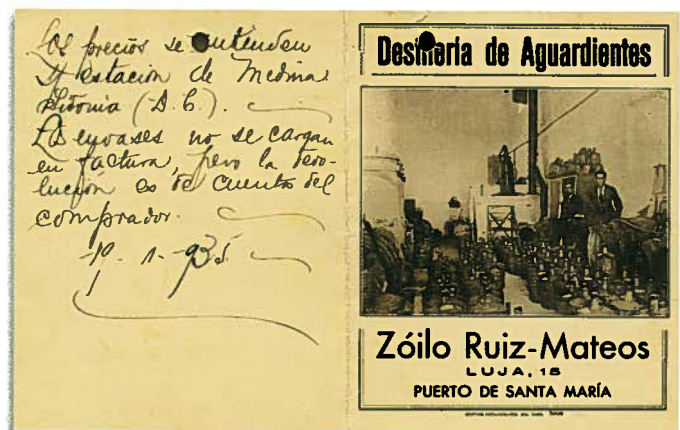 Los precios se entienden
estación de Medina
Sidonia (A. C.).
Los envases no se cargan
en factura, pero la devo-
lución es de cuenta del
comprador.
1-935
Destilería de Aguardientes
Zóilo Ruiz-Mateos
LUJA, 15
PUERTO DE SANTA MARÍA